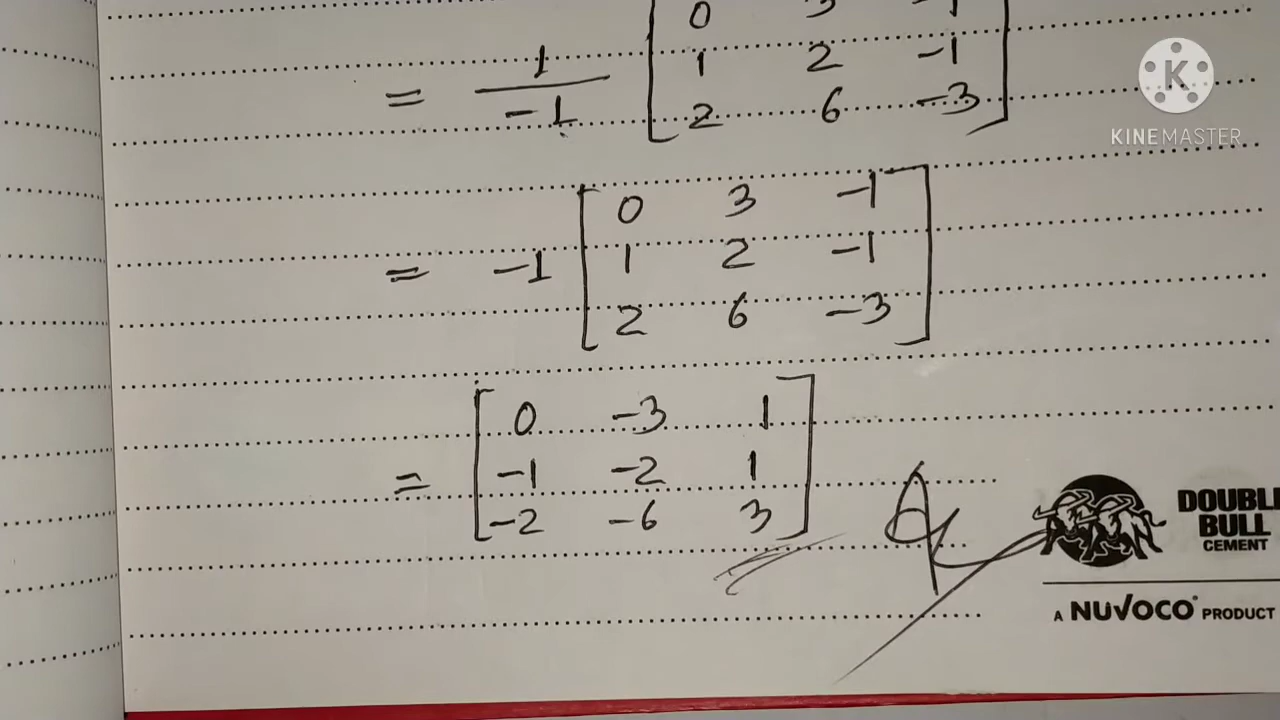 0 3 -1
= 1/-1 [1 2 -1]
2 6 -3
KINEMASTER
0 3 -1
= -1 [1 2 -1]
2 6 -3
0 -3 1
= [-1 -2 1]
-2 -6 3
DOUBLE
BULL
CEMENT
A NUVOCO PRODUCT